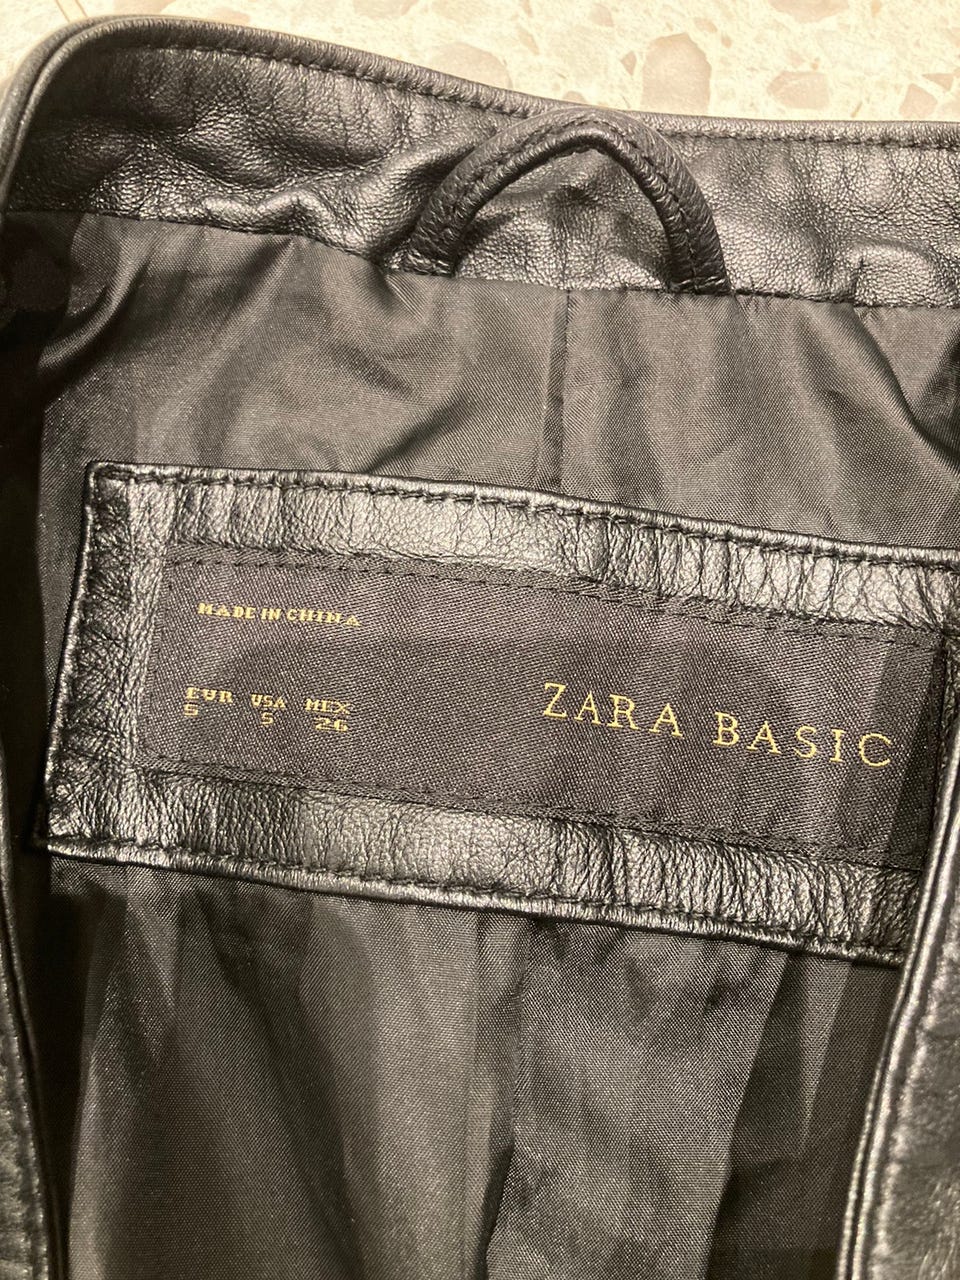 MADE IN CHINA
EUR USA MEX
S S 26
ZARA BASIC